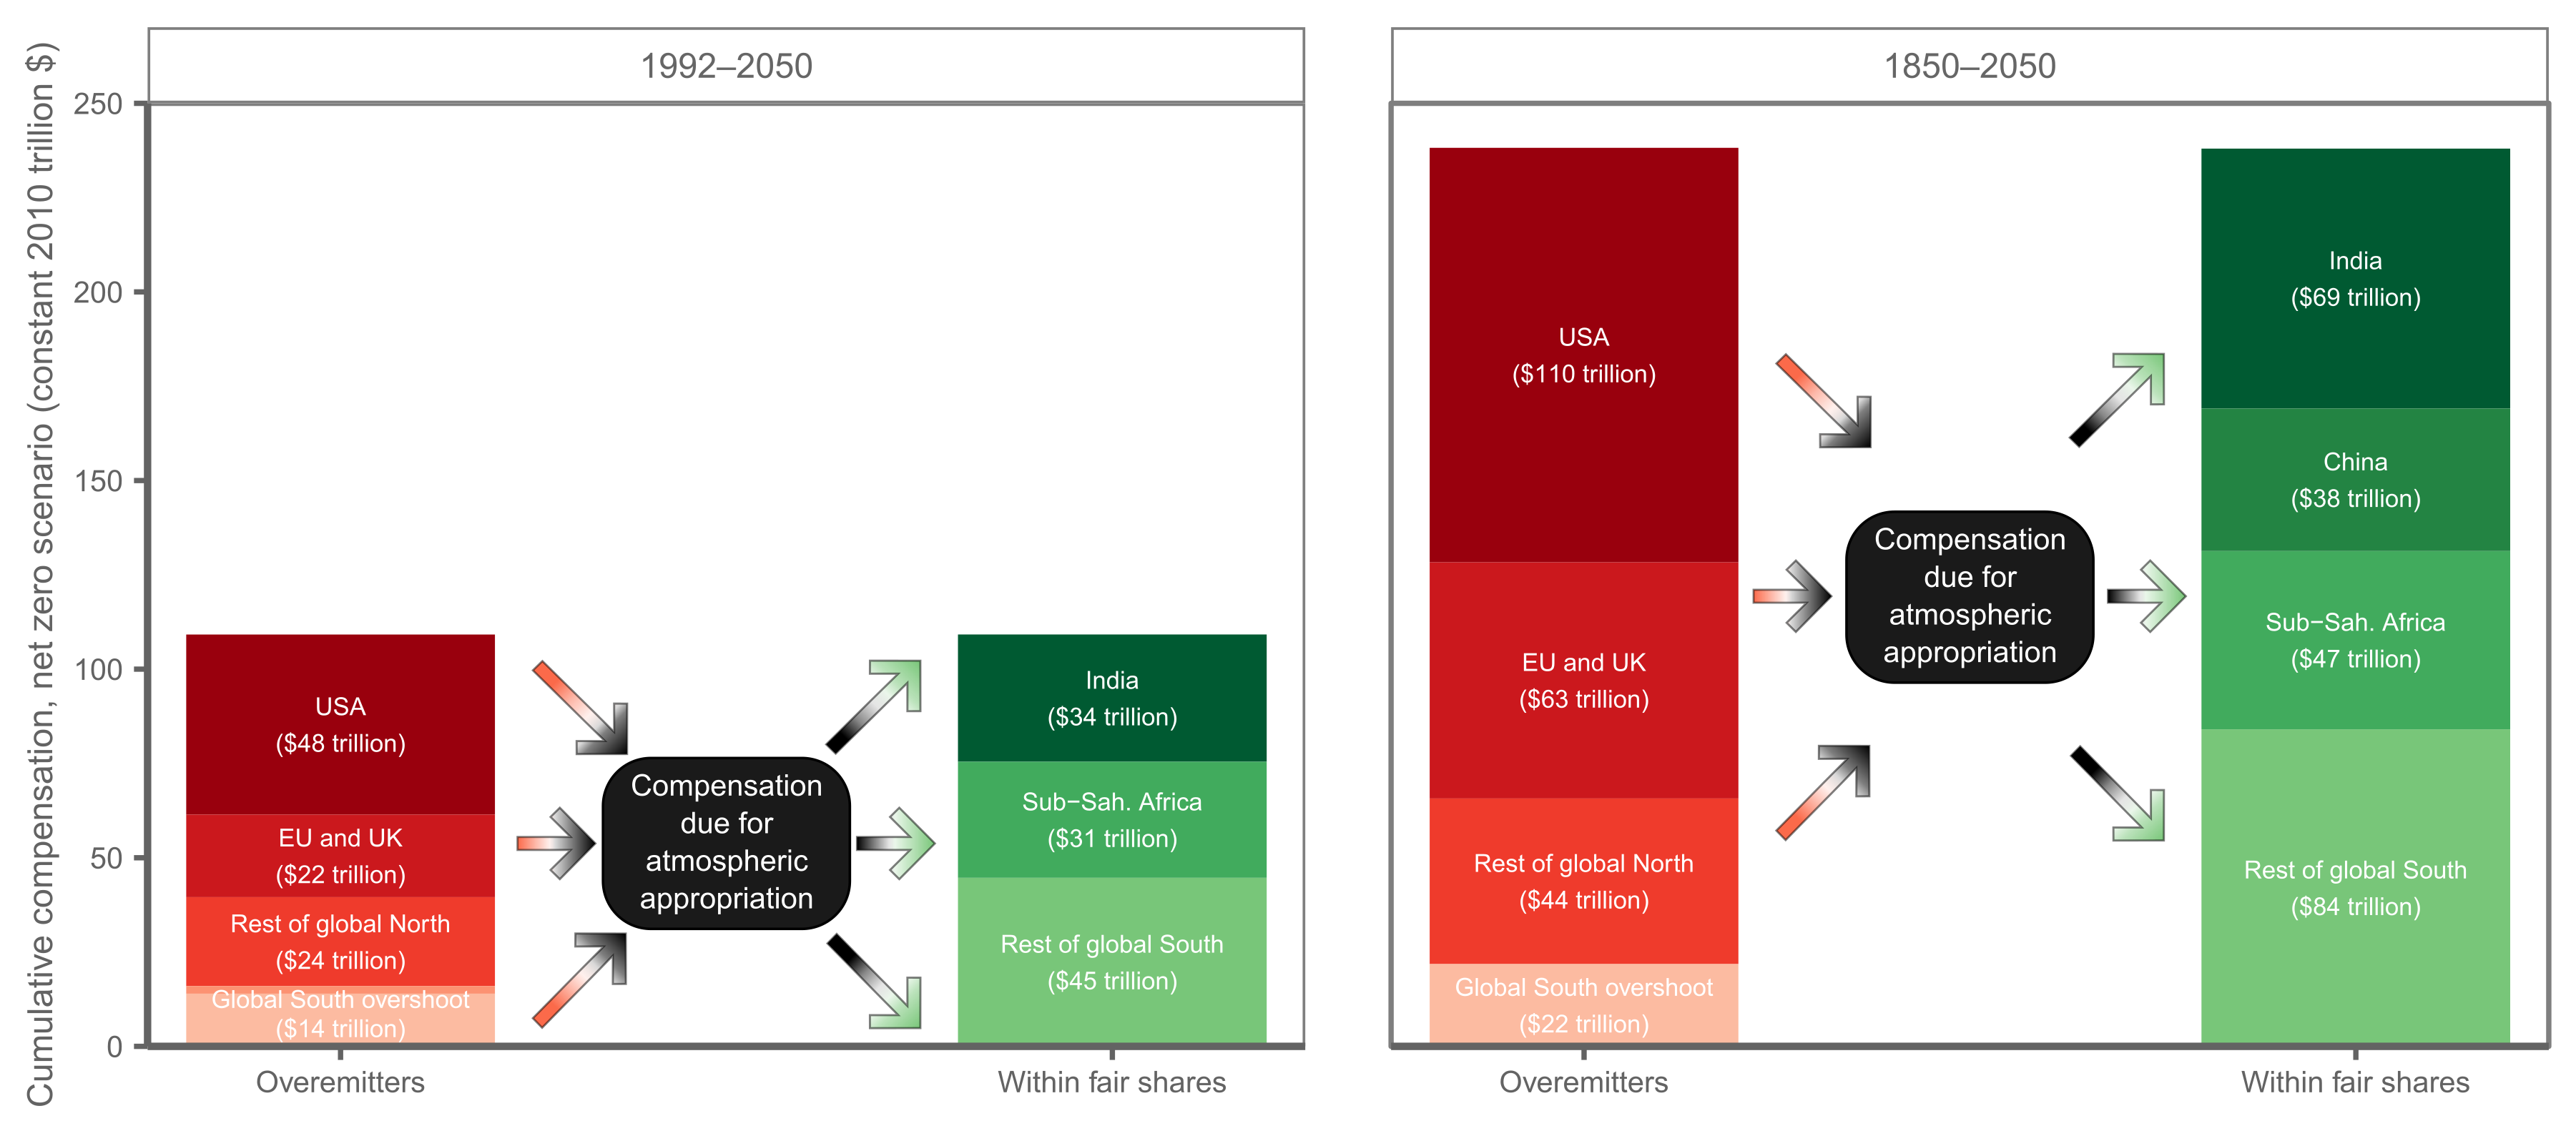 Cumulative compensation, net zero scenario (constant 2010 trillion $)
1992–2050
250
200
150
100
50
0
USA
($48 trillion)
EU and UK
($22 trillion)
Rest of global North
($24 trillion)
Global South overshoot
($14 trillion)
Compensation
due for
atmospheric
appropriation
India
($34 trillion)
Sub−Sah. Africa
($31 trillion)
Rest of global South
($45 trillion)
Overemitters
Within fair shares
1850–2050
USA
($110 trillion)
EU and UK
($63 trillion)
Rest of global North
($44 trillion)
Global South overshoot
($22 trillion)
Compensation
due for
atmospheric
appropriation
India
($69 trillion)
China
($38 trillion)
Sub−Sah. Africa
($47 trillion)
Rest of global South
($84 trillion)
Overemitters
Within fair shares